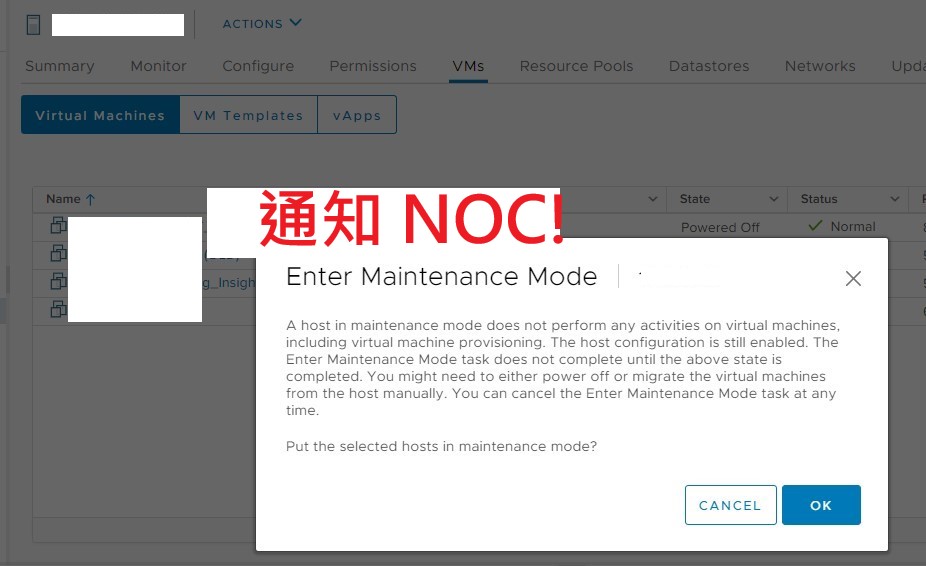 ACTIONS
Summary Monitor Configure Permissions VMs Resource Pools Datastores Networks
Virtual Machines VM Templates vApps
Name State Status
通知 NOC!
Powered Off Normal
g_Insigh
Enter Maintenance Mode
A host in maintenance mode does not perform any activities on virtual machines,
including virtual machine provisioning. The host configuration is still enabled. The
Enter Maintenance Mode task does not complete until the above state is
completed. You might need to either power off or migrate the virtual machines
from the host manually. You can cancel the Enter Maintenance Mode task at any
time.
Put the selected hosts in maintenance mode?
CANCEL OK